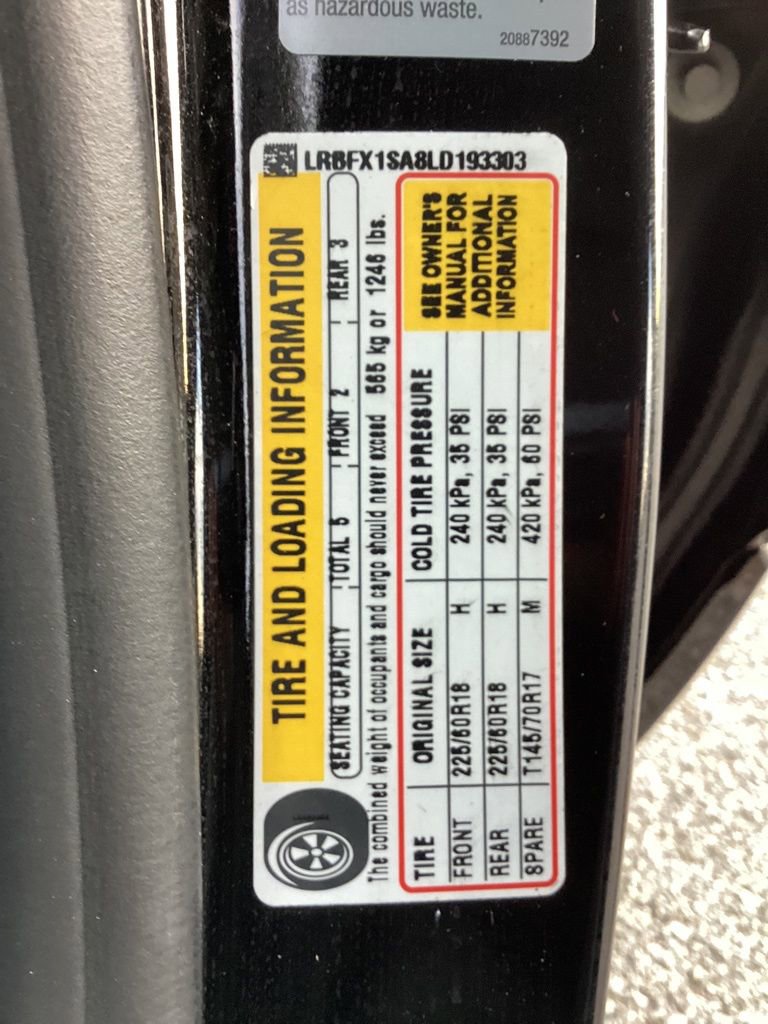 as hazardous waste.
20887392
LRBFX1SA8LD193303
TIRE AND LOADING INFORMATION
SEATING CAPACITY TOTAL 5 FRONT 2 REAR 3
The combined weight of occupants and cargo should never exceed 565 kg or 1246 lbs.
TIRE ORIGINAL SIZE COLD TIRE PRESSURE
FRONT 225/60R18 H 240 kPa, 35 PSI
REAR 225/60R18 H 240 kPa, 35 PSI
SPARE T145/70R17 M 420 kPa, 60 PSI
SEE OWNER'S
MANUAL FOR
ADDITIONAL
INFORMATION